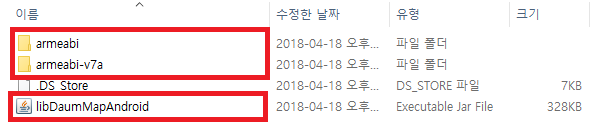 이름 수정한 날짜 유형 크기
armeabi 2018-04-18 오후... 파일 폴더
armeabi-v7a 2018-04-18 오후... 파일 폴더
.DS_Store 2018-04-18 오후... DS_STORE 파일 7KB
libDaumMapAndroid 2018-04-18 오후... Executable Jar File 328KB